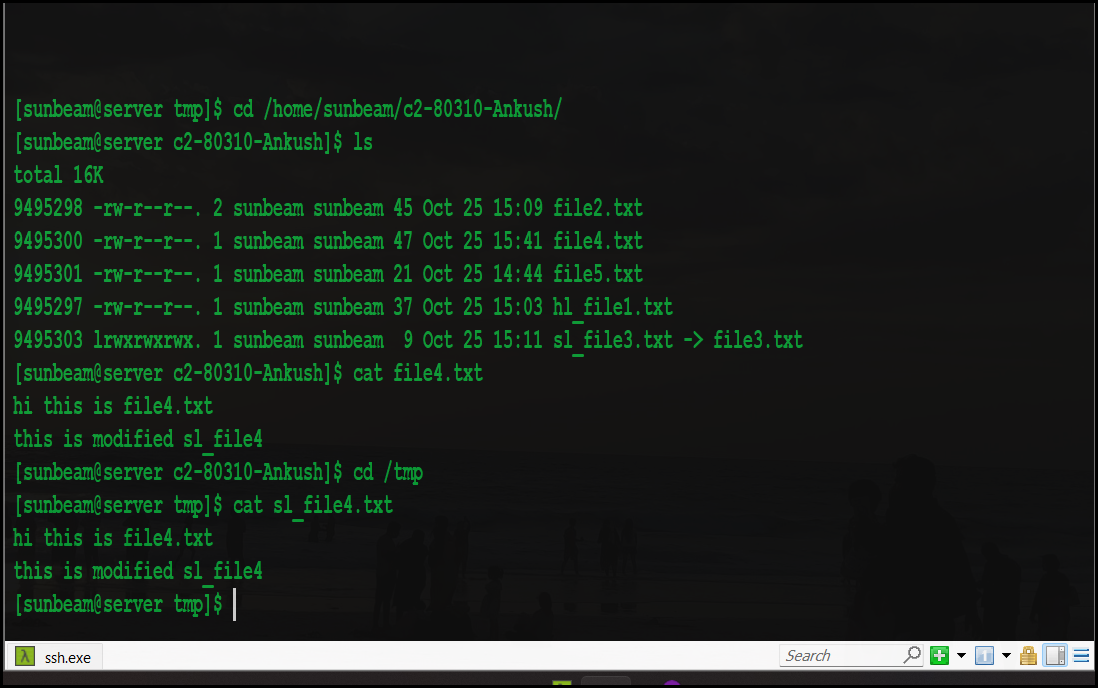 [sunbeam@server tmp]$ cd /home/sunbeam/c2-80310-Ankush/
[sunbeam@server c2-80310-Ankush]$ ls
total 16K
9495298 -rw-r--r--. 2 sunbeam sunbeam 45 Oct 25 15:09 file2.txt
9495300 -rw-r--r--. 1 sunbeam sunbeam 47 Oct 25 15:41 file4.txt
9495301 -rw-r--r--. 1 sunbeam sunbeam 21 Oct 25 14:44 file5.txt
9495297 -rw-r--r--. 1 sunbeam sunbeam 37 Oct 25 15:03 hl_file1.txt
9495303 lrwxrwxrwx. 1 sunbeam sunbeam  9 Oct 25 15:11 sl_file3.txt -> file3.txt
[sunbeam@server c2-80310-Ankush]$ cat file4.txt
hi this is file4.txt
this is modified sl_file4
[sunbeam@server c2-80310-Ankush]$ cd /tmp
[sunbeam@server tmp]$ cat sl_file4.txt
hi this is file4.txt
this is modified sl_file4
[sunbeam@server tmp]$
λ ssh.exe Search